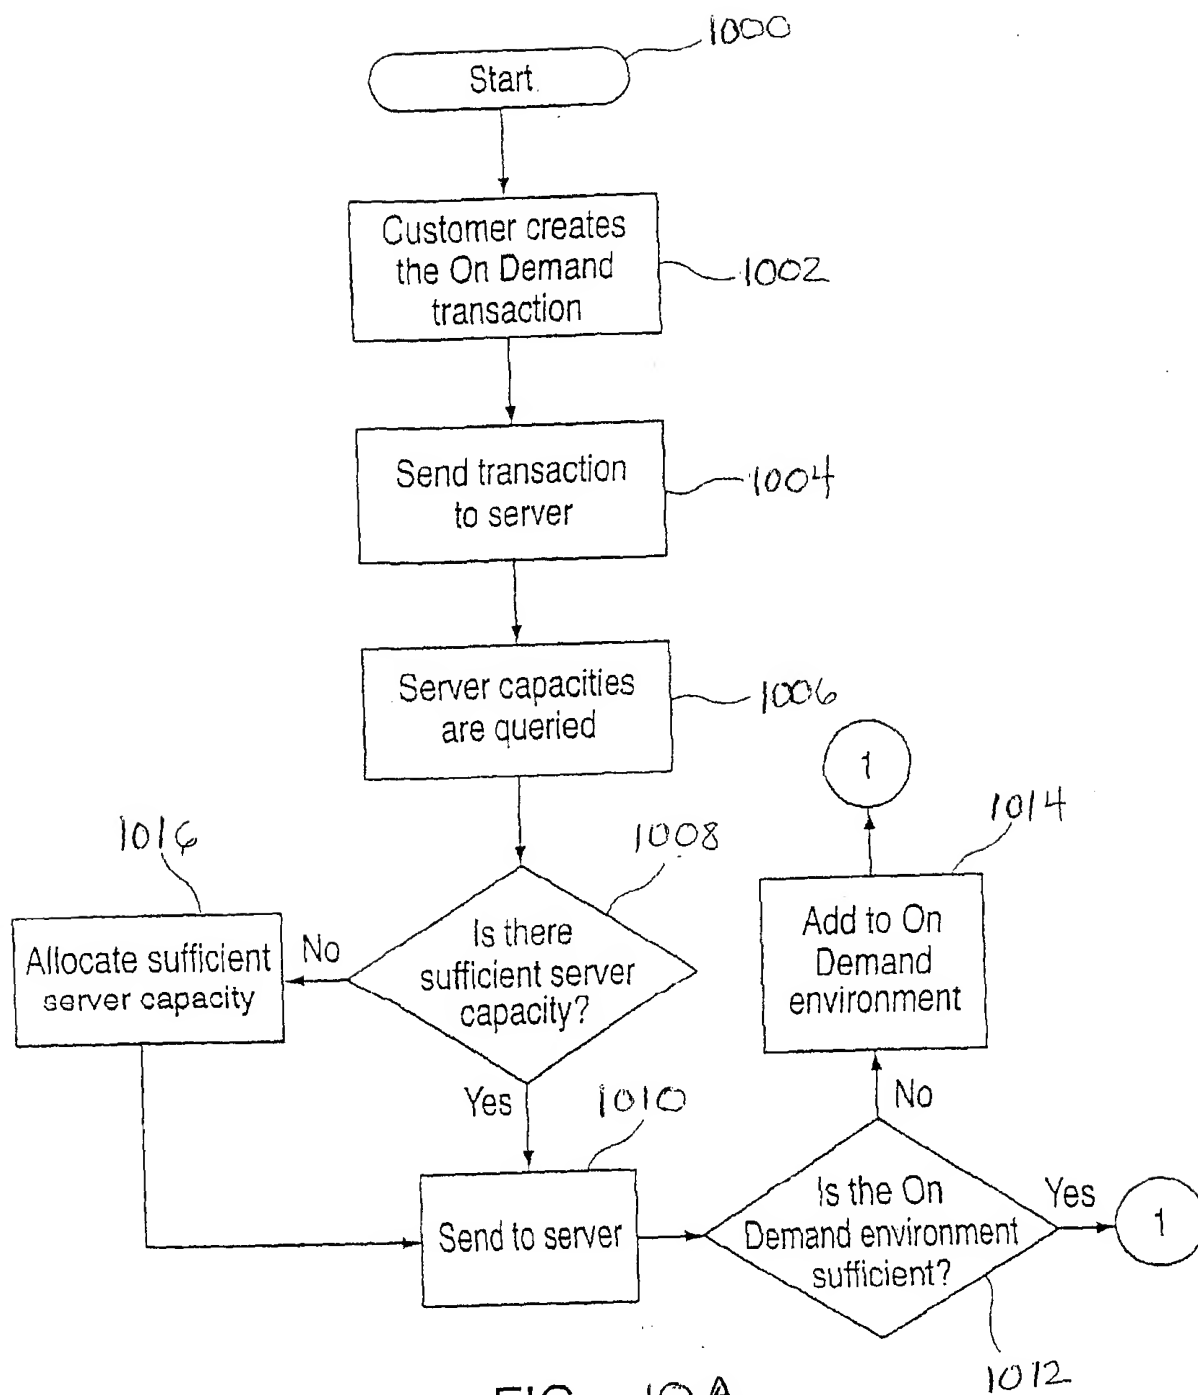 1000
Start
Customer creates
the On Demand
transaction
1002
Send transaction
to server
1004
Server capacities
are queried
1006
1
1014
Add to On
Demand
environment
1016
Allocate sufficient
server capacity
No
1008
Is there
sufficient server
capacity?
Yes
1010
Send to server
No
Is the On
Demand environment
sufficient?
Yes
1
1012
FIG. 10A